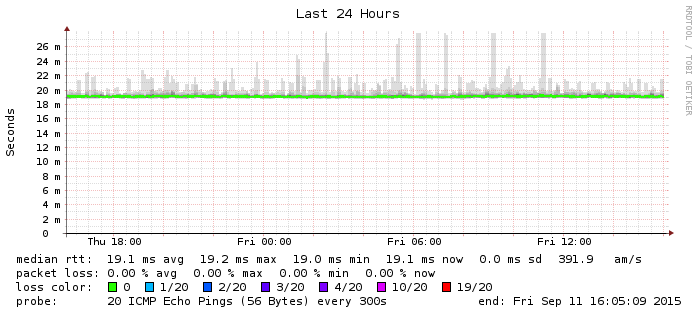 Last 24 Hours
RRDTOOL / TOBI OETIKER
Seconds
26 m
24 m
22 m
20 m
18 m
16 m
14 m
12 m
10 m
8 m
6 m
4 m
2 m
0
Thu 18:00 Fri 00:00 Fri 06:00 Fri 12:00
median rtt: 19.1 ms avg 19.2 ms max 19.0 ms min 19.1 ms now 0.0 ms sd 391.9 am/s
packet loss: 0.00 % avg 0.00 % max 0.00 % min 0.00 % now
loss color: 0 1/20 2/20 3/20 4/20 10/20 19/20
probe: 20 ICMP Echo Pings (56 Bytes) every 300s end: Fri Sep 11 16:05:09 2015